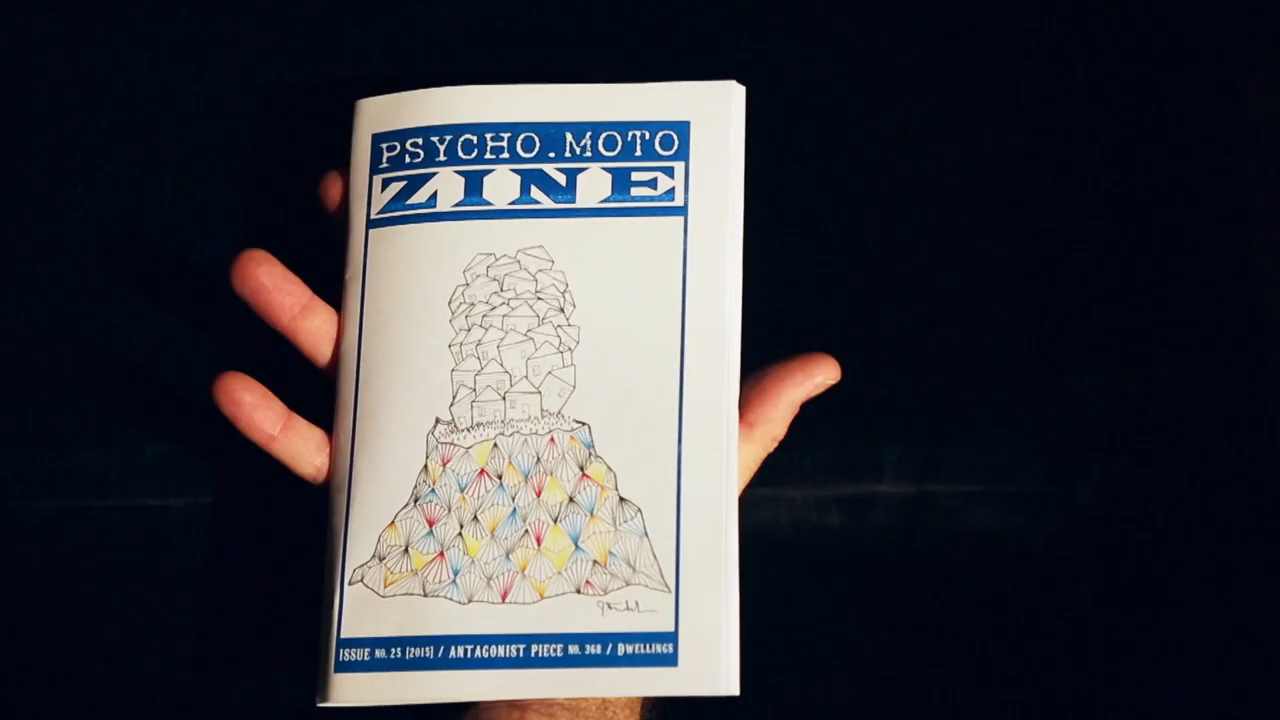 PSYCHO.MOTO
ZINE
ISSUE NO. 25 [2015] / ANTAGONIST PIECE NO. 368 / DWELLINGS